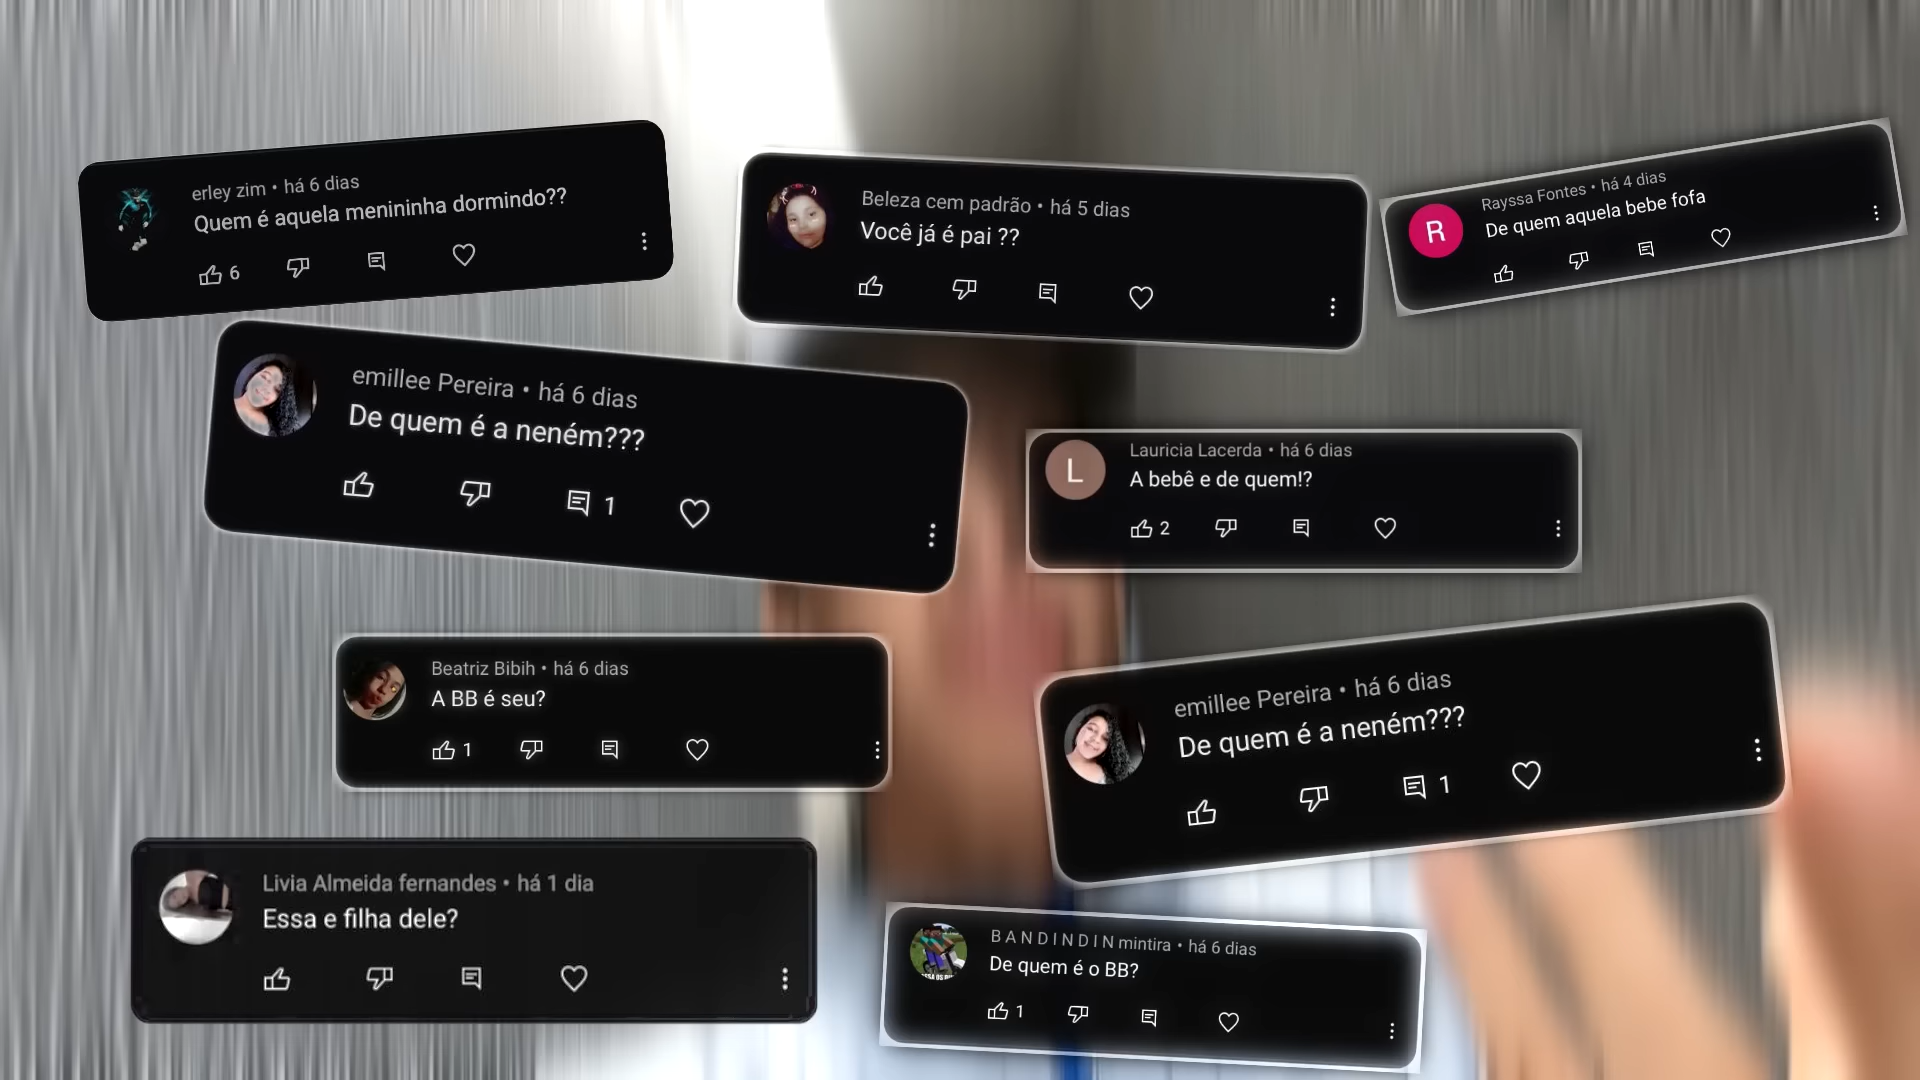 erley zim • há 6 dias
Quem é aquela menininha dormindo??
6
Beleza cem padrão • há 5 dias
Você já é pai ??
R
Rayssa Fontes • há 4 dias
De quem aquela bebe fofa
emillee Pereira • há 6 dias
De quem é a neném???
1
L
Lauricia Lacerda • há 6 dias
A bebê e de quem!?
2
Beatriz Bibih • há 6 dias
A BB é seu?
1
emillee Pereira • há 6 dias
De quem é a neném???
1
Livia Almeida fernandes • há 1 dia
Essa e filha dele?
B A N D I N D I N mintira • há 6 dias
De quem é o BB?
1